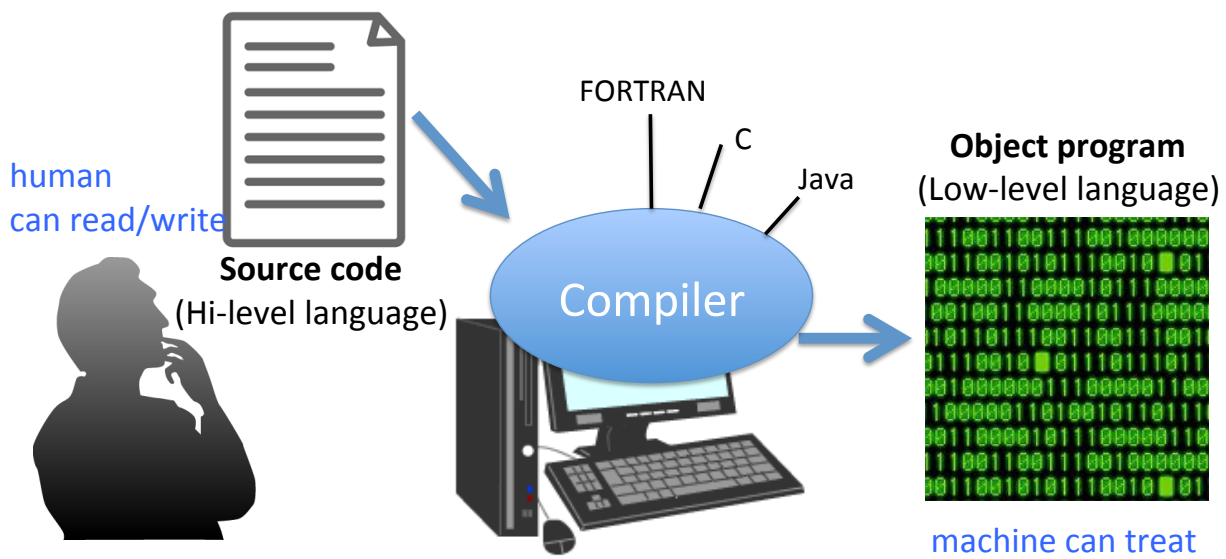 FORTRAN
C
Java
human
can read/write
Source code
(Hi-level language)
Compiler
Object program
(Low-level language)
machine can treat